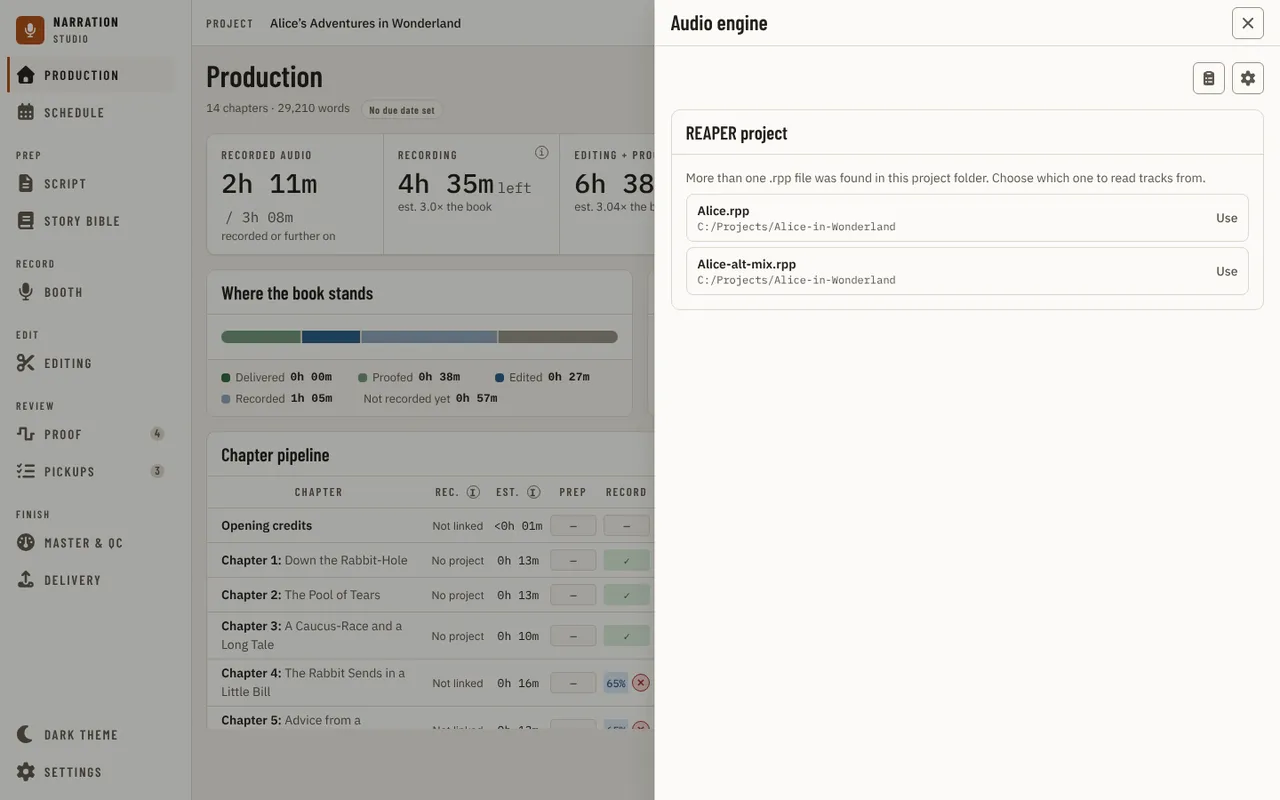 NARRATION
STUDIO
PRODUCTION
SCHEDULE
PREP
SCRIPT
STORY BIBLE
RECORD
BOOTH
EDIT
EDITING
REVIEW
PROOF 4
PICKUPS 3
FINISH
MASTER & QC
DELIVERY
DARK THEME
SETTINGS
PROJECT Alice's Adventures in Wonderland
Production
14 chapters · 29,210 words No due date set
RECORDED AUDIO
2h 11m
/ 3h 08m
recorded or further on
RECORDING
4h 35m left
est. 3.0× the book
EDITING + PRO
6h 38
est. 3.04× the b
Where the book stands
Delivered 0h 00m Proofed 0h 38m Edited 0h 27m
Recorded 1h 05m Not recorded yet 0h 57m
Chapter pipeline
CHAPTER REC. EST. PREP RECORD
Opening credits Not linked <0h 01m – –
Chapter 1: Down the Rabbit-Hole No project 0h 13m – ✓
Chapter 2: The Pool of Tears No project 0h 13m – ✓
Chapter 3: A Caucus-Race and a
Long Tale No project 0h 10m – ✓
Chapter 4: The Rabbit Sends in a
Little Bill Not linked 0h 16m – 65%
Chapter 5: Advice from a
Audio engine
REAPER project
More than one .rpp file was found in this project folder. Choose which one to read tracks from.
Alice.rpp
C:/Projects/Alice-in-Wonderland
Use
Alice-alt-mix.rpp
C:/Projects/Alice-in-Wonderland
Use